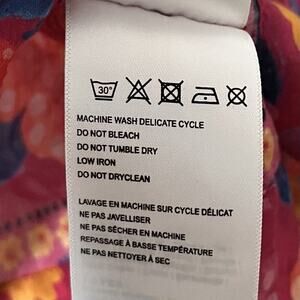 30°
MACHINE WASH DELICATE CYCLE
DO NOT BLEACH
DO NOT TUMBLE DRY
LOW IRON
DO NOT DRYCLEAN
LAVAGE EN MACHINE SUR CYCLE DÉLICAT
NE PAS JAVELLISER
NE PAS SÉCHER EN MACHINE
REPASSAGE À BASSE TEMPÉRATURE
NE PAS NETTOYER À SEC